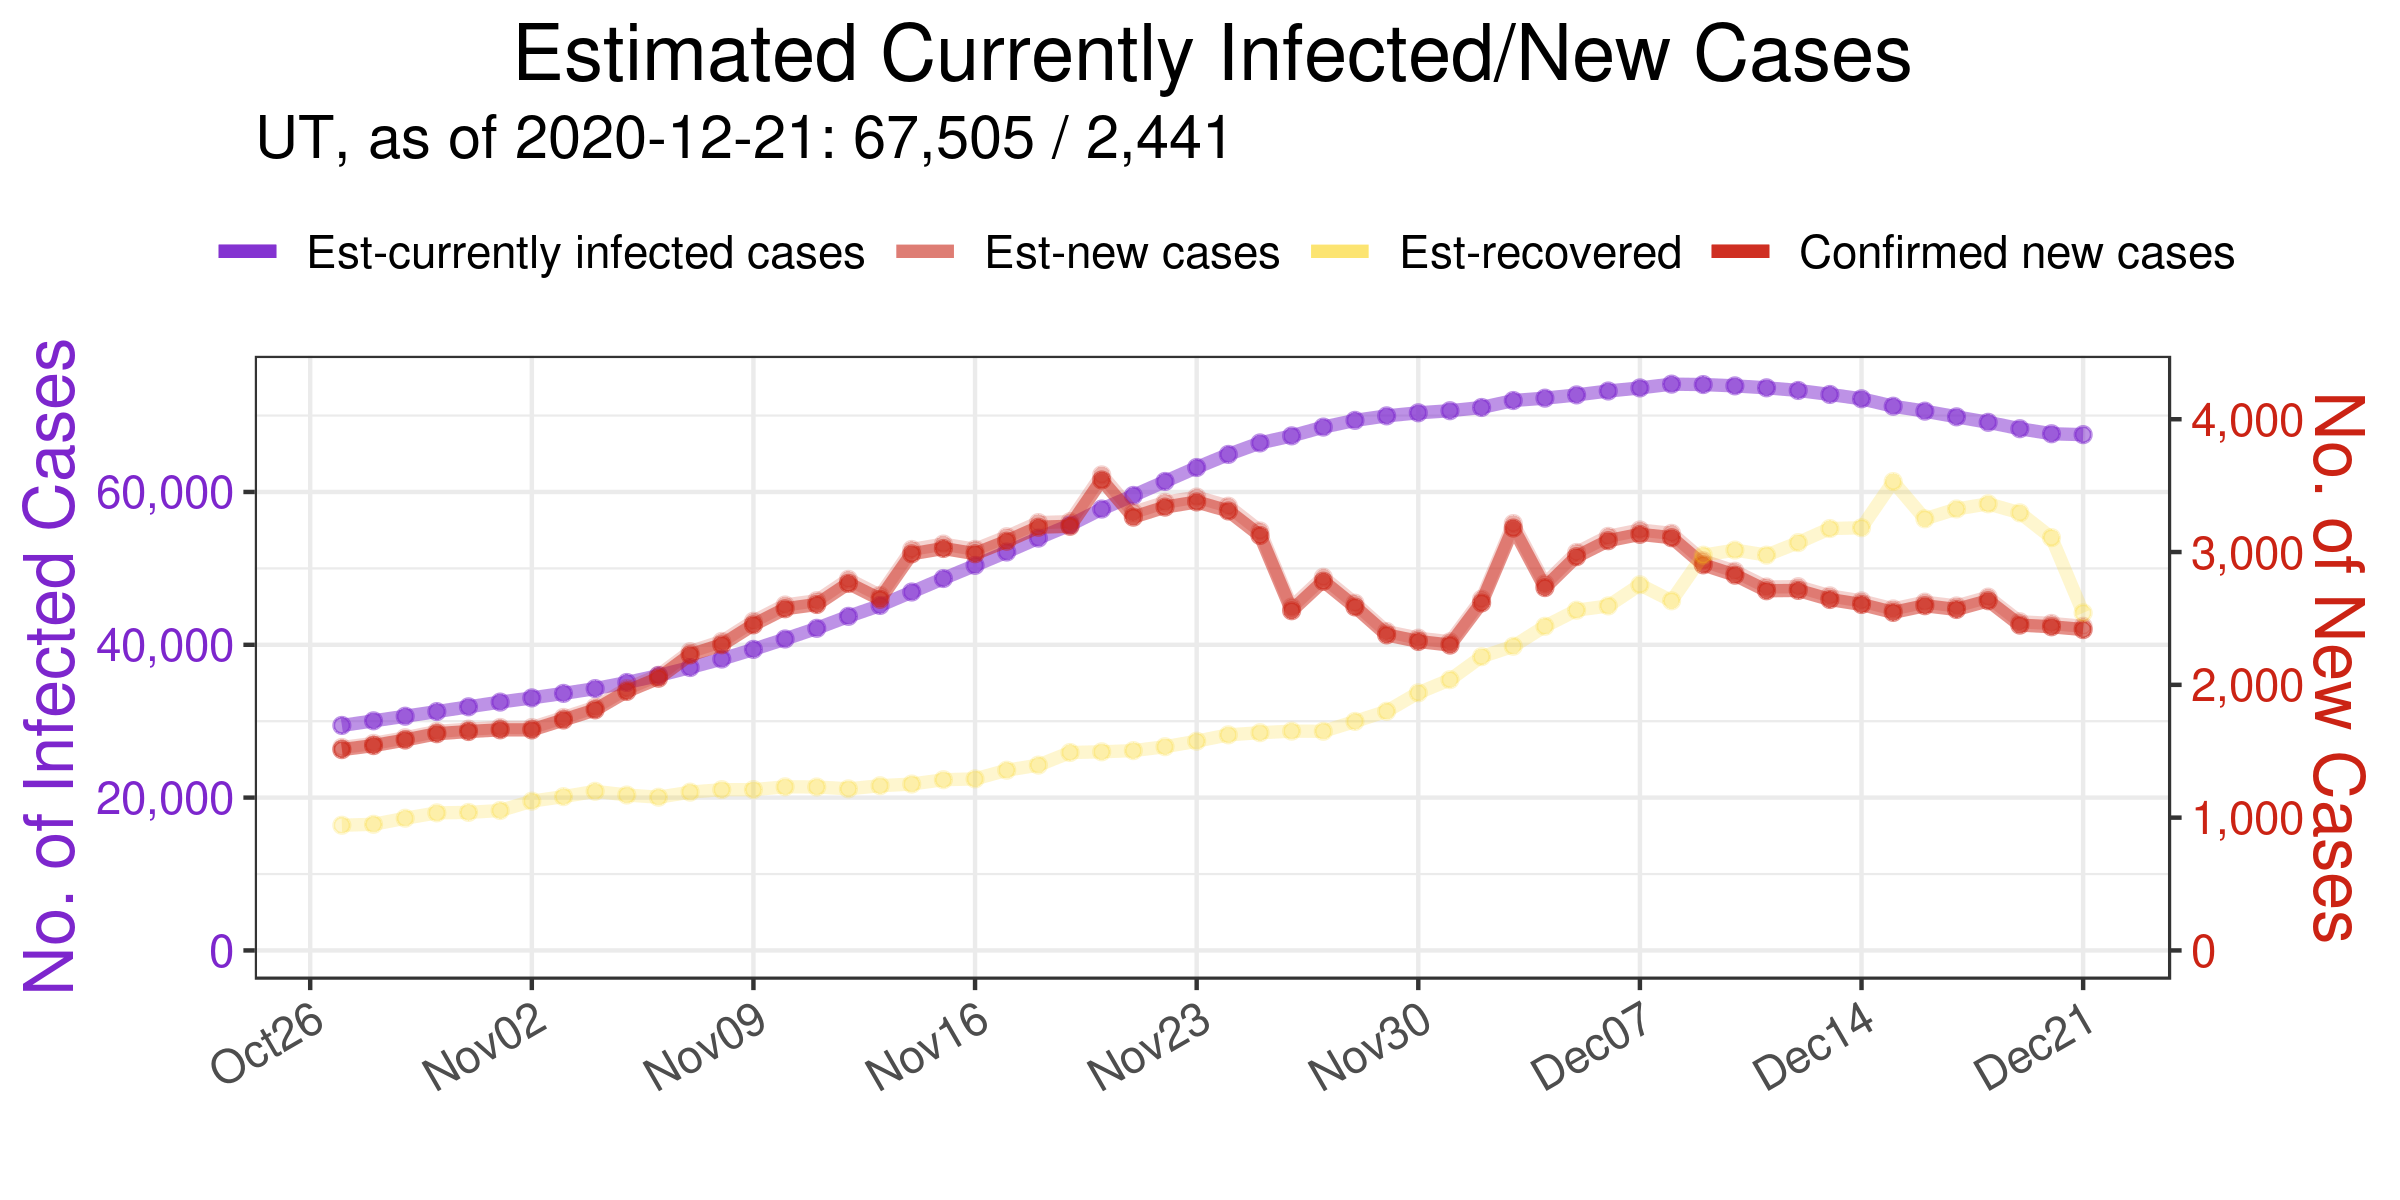 Estimated Currently Infected/New Cases
UT, as of 2020-12-21: 67,505 / 2,441
Est-currently infected cases Est-new cases Est-recovered Confirmed new cases
No. of Infected Cases
60,000
40,000
20,000
0
4,000
3,000
2,000
1,000
0
No. of New Cases
Oct26 Nov02 Nov09 Nov16 Nov23 Nov30 Dec07 Dec14 Dec21